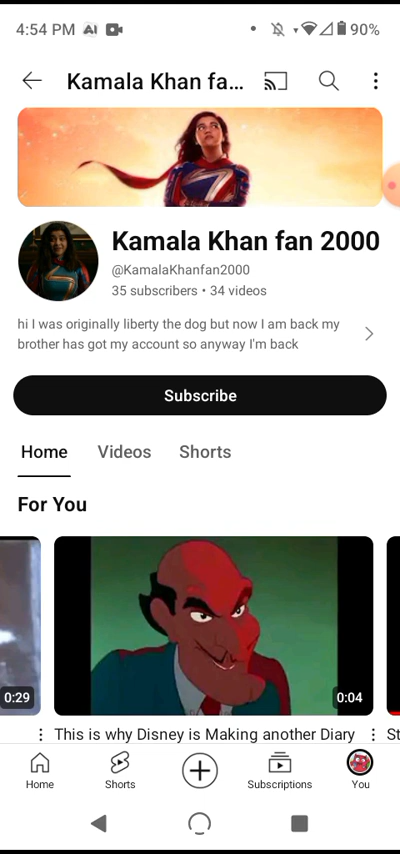 4:54 PM AI 90%
Kamala Khan fa...
Kamala Khan fan 2000
@KamalaKhanfan2000
35 subscribers • 34 videos
hi I was originally liberty the dog but now I am back my
brother has got my account so anyway I'm back
Subscribe
Home Videos Shorts
For You
0:29 0:04
This is why Disney is Making another Diary St
Home Shorts Subscriptions You